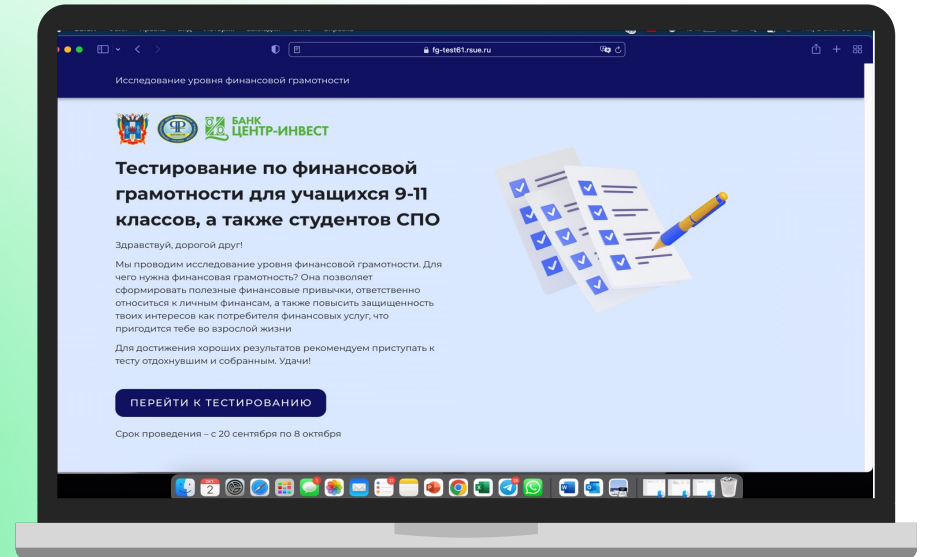 fg-test61.rsue.ru
Исследование уровня финансовой грамотности
БАНК
ЦЕНТР-ИНВЕСТ
Тестирование по финансовой
грамотности для учащихся 9-11
классов, а также студентов СПО
Здравствуй, дорогой друг!
Мы проводим исследование уровня финансовой грамотности. Для
чего нужна финансовая грамотность? Она позволяет
сформировать полезные финансовые привычки, ответственно
относиться к личным финансам, а также повысить защищенность
твоих интересов как потребителя финансовых услуг, что
пригодится тебе во взрослой жизни
Для достижения хороших результатов рекомендуем приступать к
тесту отдохнувшим и собранным. Удачи!
ПЕРЕЙТИ К ТЕСТИРОВАНИЮ
Срок проведения – с 20 сентября по 8 октября
2